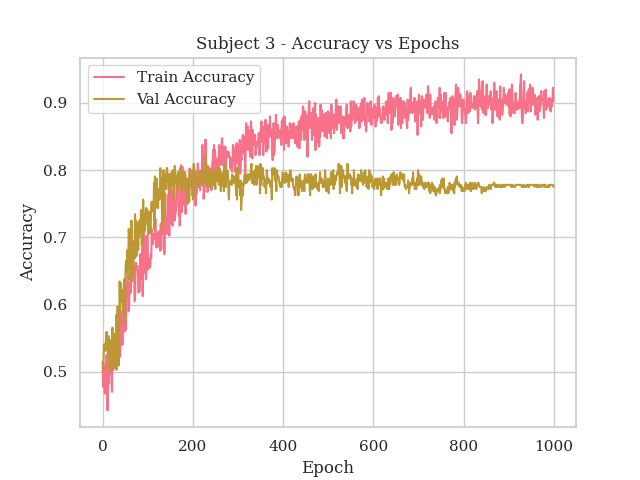 Subject 3 - Accuracy vs Epochs
Train Accuracy
Val Accuracy
0.9
0.8
0.7
0.6
0.5
Accuracy
0 200 400 600 800 1000
Epoch